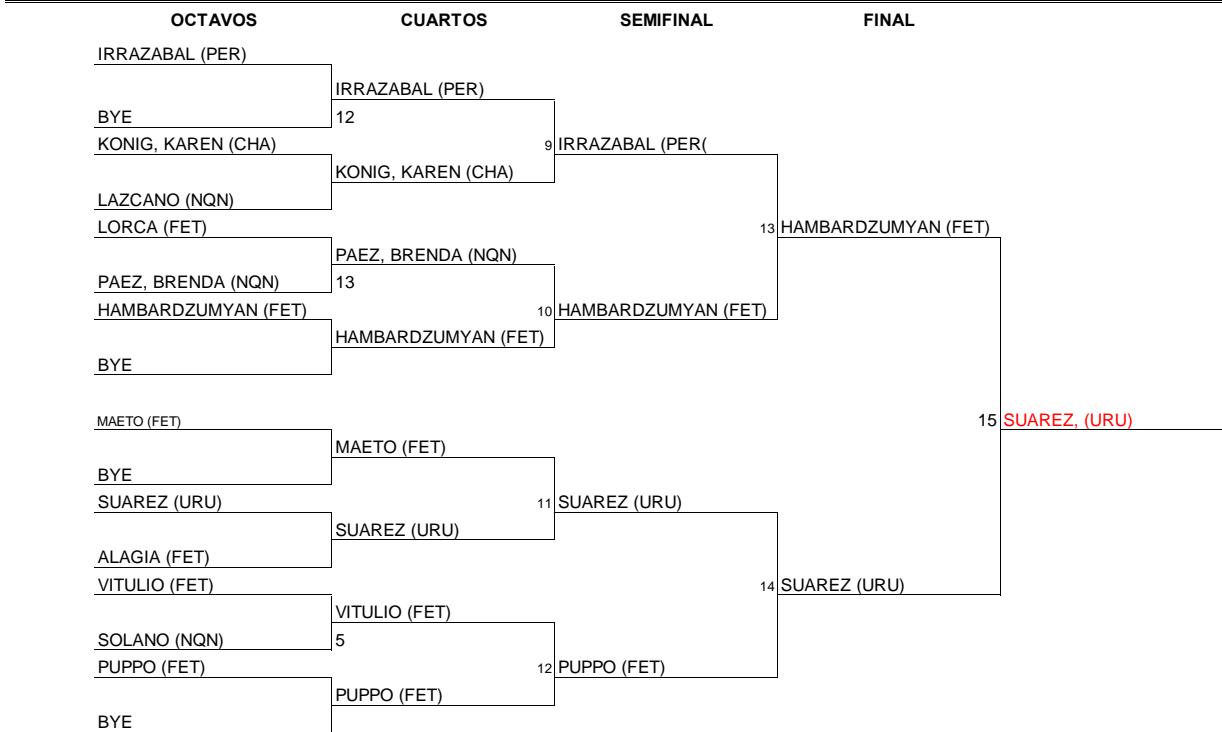 OCTAVOS CUARTOS SEMIFINAL FINAL
IRRAZABAL (PER)
IRRAZABAL (PER)
BYE 12
KONIG, KAREN (CHA) 9 IRRAZABAL (PER(
KONIG, KAREN (CHA)
LAZCANO (NQN)
LORCA (FET) 13 HAMBARDZUMYAN (FET)
PAEZ, BRENDA (NQN)
PAEZ, BRENDA (NQN) 13
HAMBARDZUMYAN (FET) 10 HAMBARDZUMYAN (FET)
HAMBARDZUMYAN (FET)
BYE
MAETO (FET) 15 SUAREZ, (URU)
MAETO (FET)
BYE
SUAREZ (URU) 11 SUAREZ (URU)
SUAREZ (URU)
ALAGIA (FET)
VITULIO (FET) 14 SUAREZ (URU)
VITULIO (FET)
SOLANO (NQN) 5
PUPPO (FET) 12 PUPPO (FET)
PUPPO (FET)
BYE